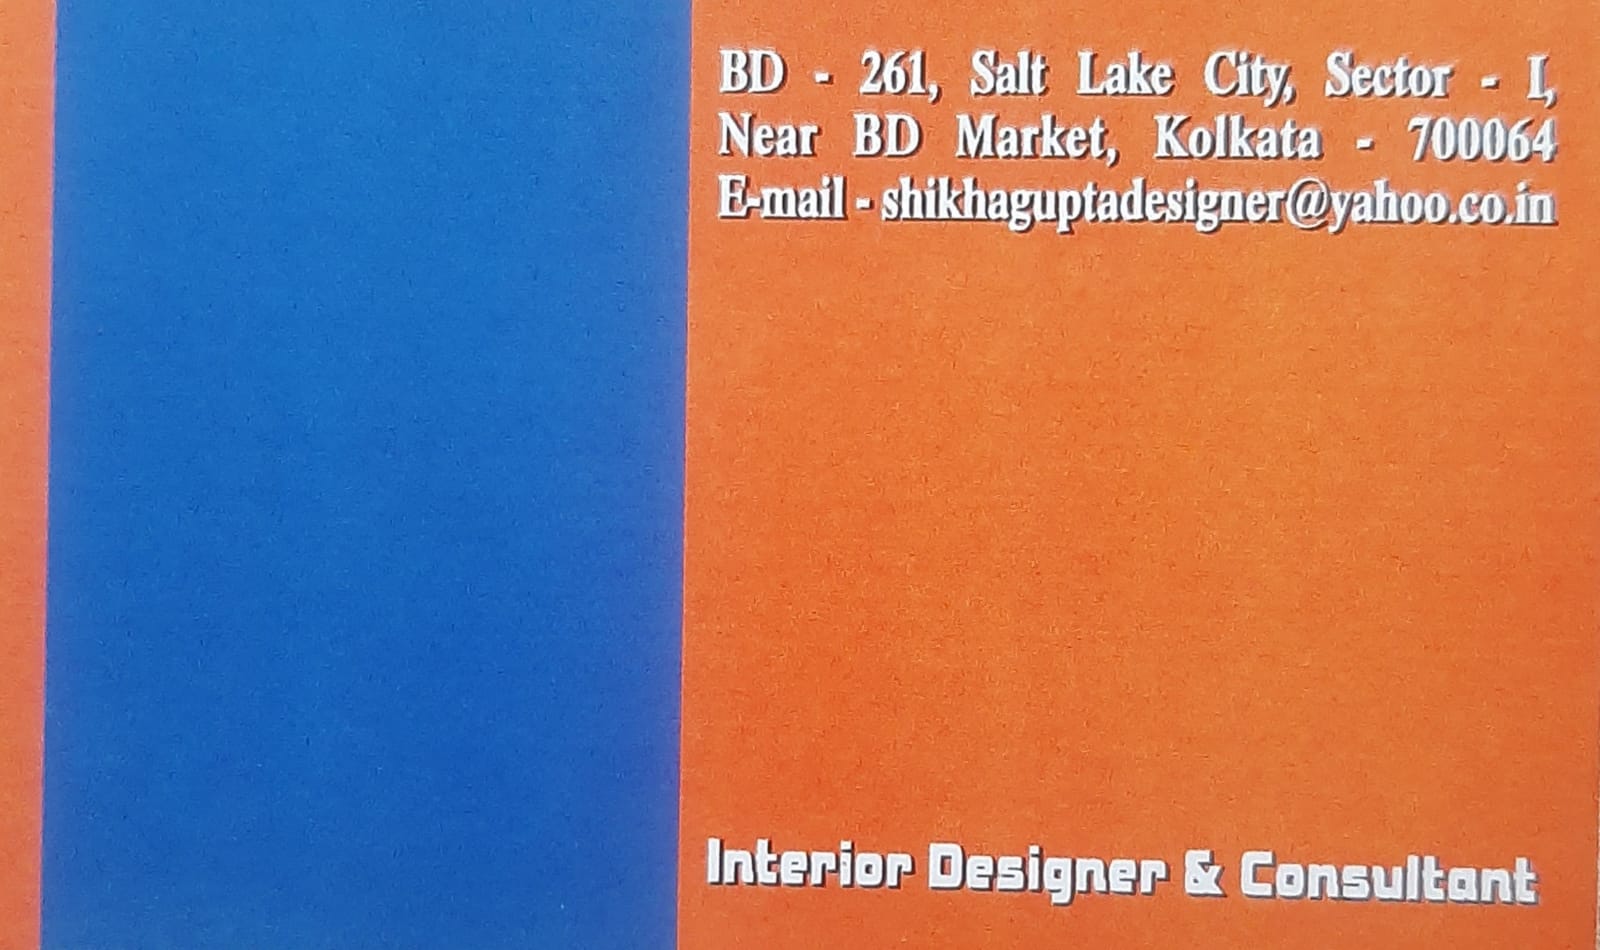 BD - 261, Salt Lake City, Sector - I,
Near BD Market, Kolkata - 700064
E-mail - shikhaguptadesigner@yahoo.co.in
Interior Designer & Consultant